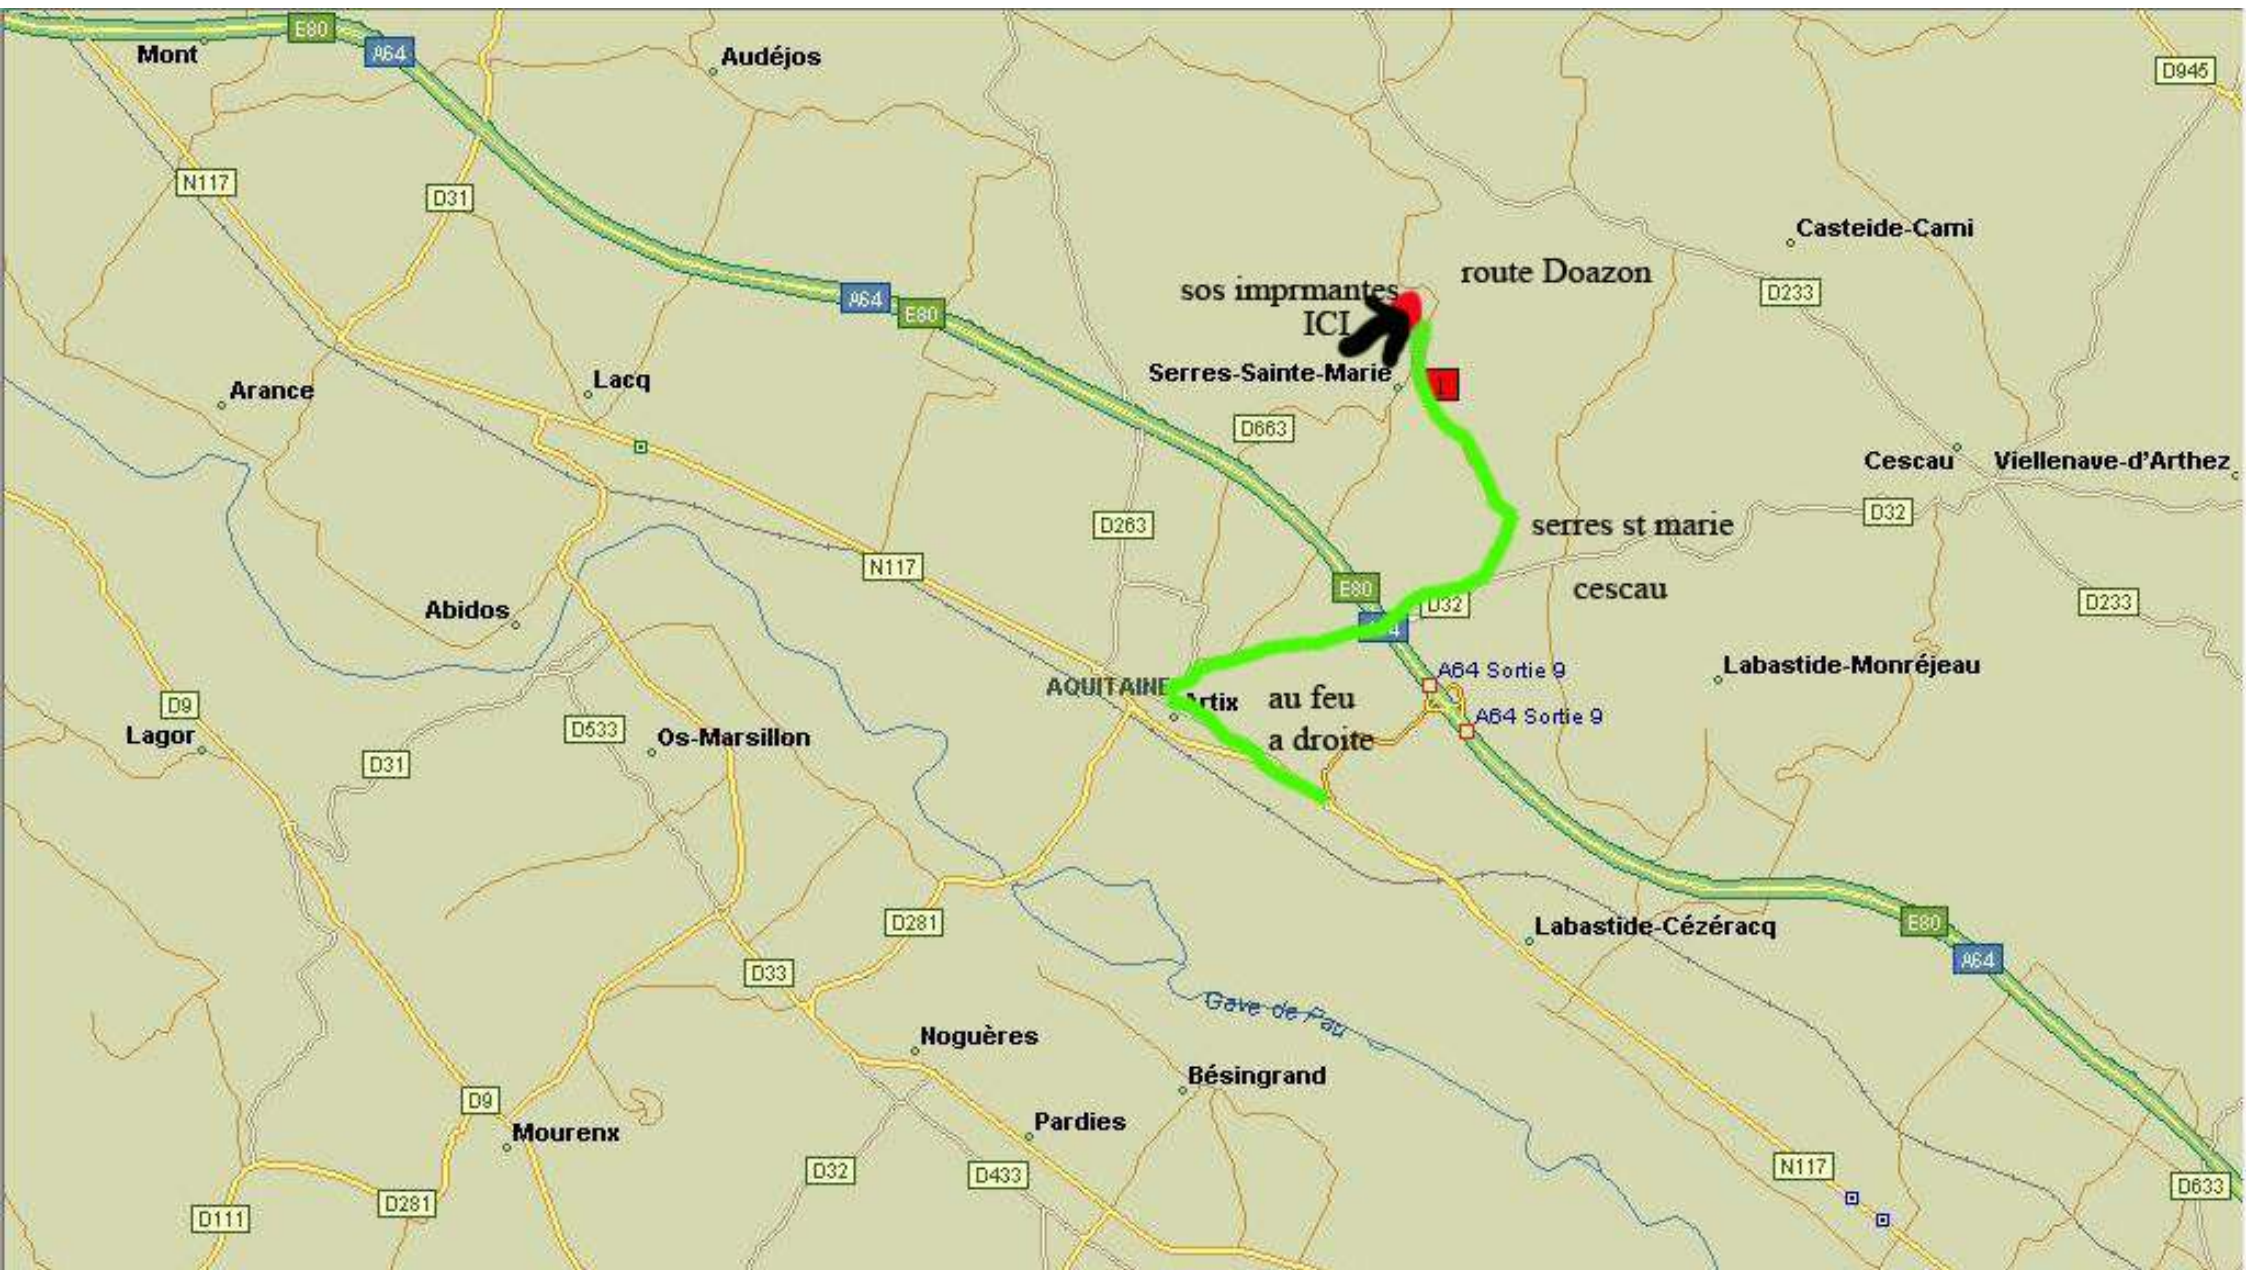 E80
Mont
A64
Audéjos
D945
N117
D31
Casteide-Cami
route Doazon
sos imprmantes
ICI
D233
A64
E80
Serres-Sainte-Marie
1
Arance
Lacq
D663
Cescau
Viellenave-d'Arthez
D32
D263
serres st marie
N117
E80
cescau
D32
D233
Abidos
A64 Sortie 9
Labastide-Monréjeau
AQUITAINE
Artix
au feu
a droite
A64 Sortie 9
D9
Lagor
D533
Os-Marsillon
D31
D281
Labastide-Cézéracq
E80
A64
D33
Gave de Pau
Noguères
Bésingrand
D9
Pardies
Mourenx
D32
D433
N117
D633
D281
D111